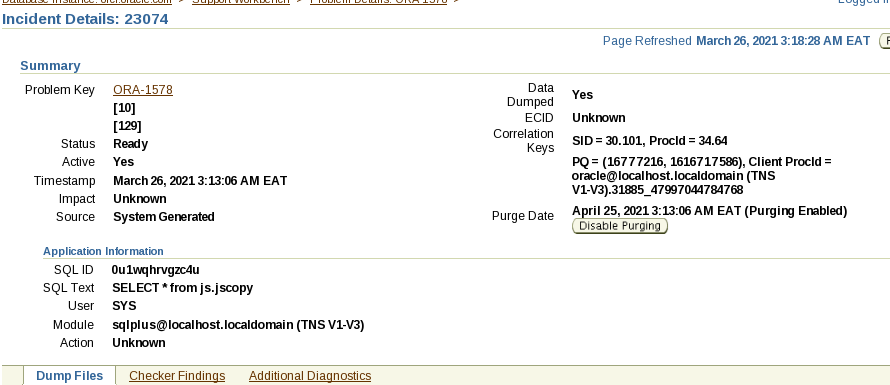 Database Instance: orcl.oracle.com > Support Workbench > Problem Details: ORA-1578 >
Logged in
Incident Details: 23074
Page Refreshed March 26, 2021 3:18:28 AM EAT
Summary
Problem Key ORA-1578
[10]
[129]
Status Ready
Active Yes
Timestamp March 26, 2021 3:13:06 AM EAT
Impact Unknown
Source System Generated
Data
Dumped Yes
ECID Unknown
Correlation
Keys SID = 30.101, ProcId = 34.64
PQ = (16777216, 1616717586), Client ProcId =
oracle@localhost.localdomain (TNS
V1-V3).31885_47997044784768
Purge Date April 25, 2021 3:13:06 AM EAT (Purging Enabled)
Disable Purging
Application Information
SQL ID 0u1wqhrvgzc4u
SQL Text SELECT * from js.jscopy
User SYS
Module sqlplus@localhost.localdomain (TNS V1-V3)
Action Unknown
Dump Files Checker Findings Additional Diagnostics